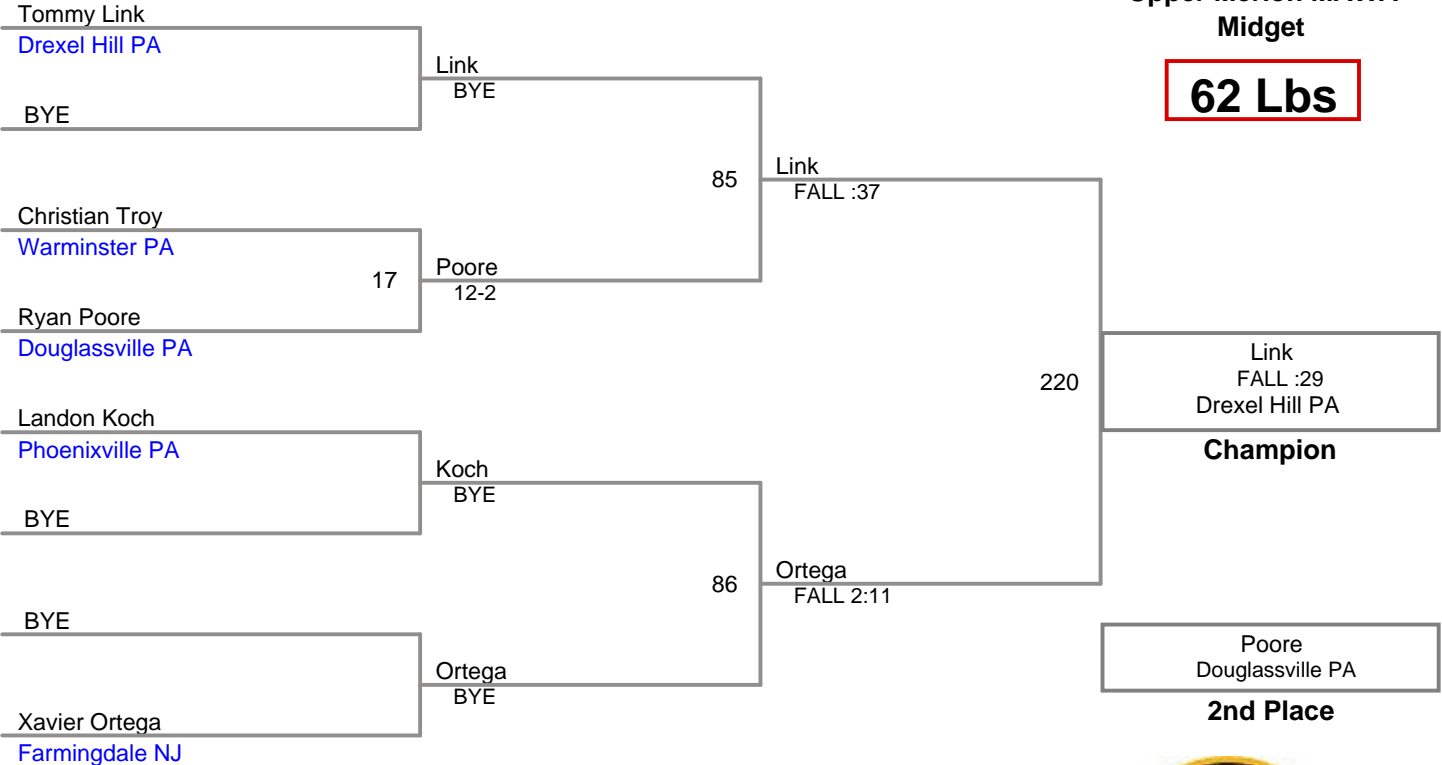 Midget
62 Lbs
Tommy Link
Drexel Hill PA
BYE
Christian Troy
Warminster PA
Ryan Poore
Douglassville PA
Landon Koch
Phoenixville PA
BYE
BYE
Xavier Ortega
Farmingdale NJ
Link
BYE
17
Poore
12-2
Koch
BYE
Ortega
BYE
85
Link
FALL :37
86
Ortega
FALL 2:11
220
Link
FALL :29
Drexel Hill PA
Champion
Poore
Douglassville PA
2nd Place